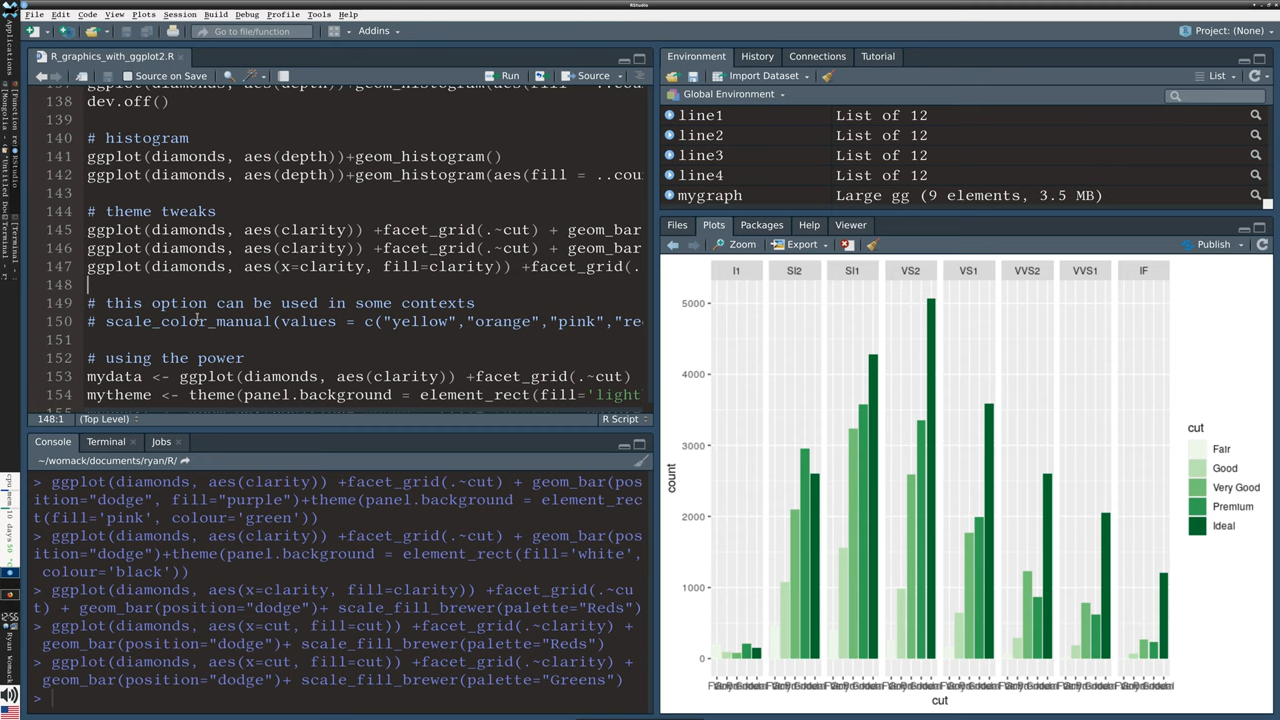 RStudio
File Edit Code View Plots Session Build Debug Profile Tools Help
Go to file/function
Addins
Project: (None)
R_graphics_with_ggplot2.R
Source on Save
Run
Source
138 dev.off()
139
140 # histogram
141 ggplot(diamonds, aes(depth))+geom_histogram()
142 ggplot(diamonds, aes(depth))+geom_histogram(aes(fill = ..cou
143
144 # theme tweaks
145 ggplot(diamonds, aes(clarity)) +facet_grid(.~cut) + geom_bar
146 ggplot(diamonds, aes(clarity)) +facet_grid(.~cut) + geom_bar
147 ggplot(diamonds, aes(x=clarity, fill=clarity)) +facet_grid(.
148
149 # this option can be used in some contexts
150 # scale_color_manual(values = c("yellow","orange","pink","re
151
152 # using the power
153 mydata <- ggplot(diamonds, aes(clarity)) +facet_grid(.~cut)
154 mytheme <- theme(panel.background = element_rect(fill='light
148:1 (Top Level) R Script
Console Terminal Jobs
~/womack/documents/ryan/R/
> ggplot(diamonds, aes(clarity)) +facet_grid(.~cut) + geom_bar(pos
ition="dodge", fill="purple")+theme(panel.background = element_rec
t(fill='pink', colour='green'))
> ggplot(diamonds, aes(clarity)) +facet_grid(.~cut) + geom_bar(pos
ition="dodge")+theme(panel.background = element_rect(fill='white',
colour='black'))
> ggplot(diamonds, aes(x=clarity, fill=clarity)) +facet_grid(.~cu
t) + geom_bar(position="dodge")+ scale_fill_brewer(palette="Reds")
> ggplot(diamonds, aes(x=cut, fill=cut)) +facet_grid(.~clarity) +
geom_bar(position="dodge")+ scale_fill_brewer(palette="Reds")
> ggplot(diamonds, aes(x=cut, fill=cut)) +facet_grid(.~clarity) +
geom_bar(position="dodge")+ scale_fill_brewer(palette="Greens")
>
Environment History Connections Tutorial
Import Dataset
List
Global Environment
line1 List of 12
line2 List of 12
line3 List of 12
line4 List of 12
mygraph Large gg (9 elements, 3.5 MB)
Files Plots Packages Help Viewer
Zoom Export Publish
I1 SI2 SI1 VS2 VS1 VVS2 VVS1 IF
5000
4000
3000
2000
1000
0
count
cut
cut
Fair
Good
Very Good
Premium
Ideal
Applications
12:56
Ryan Womack